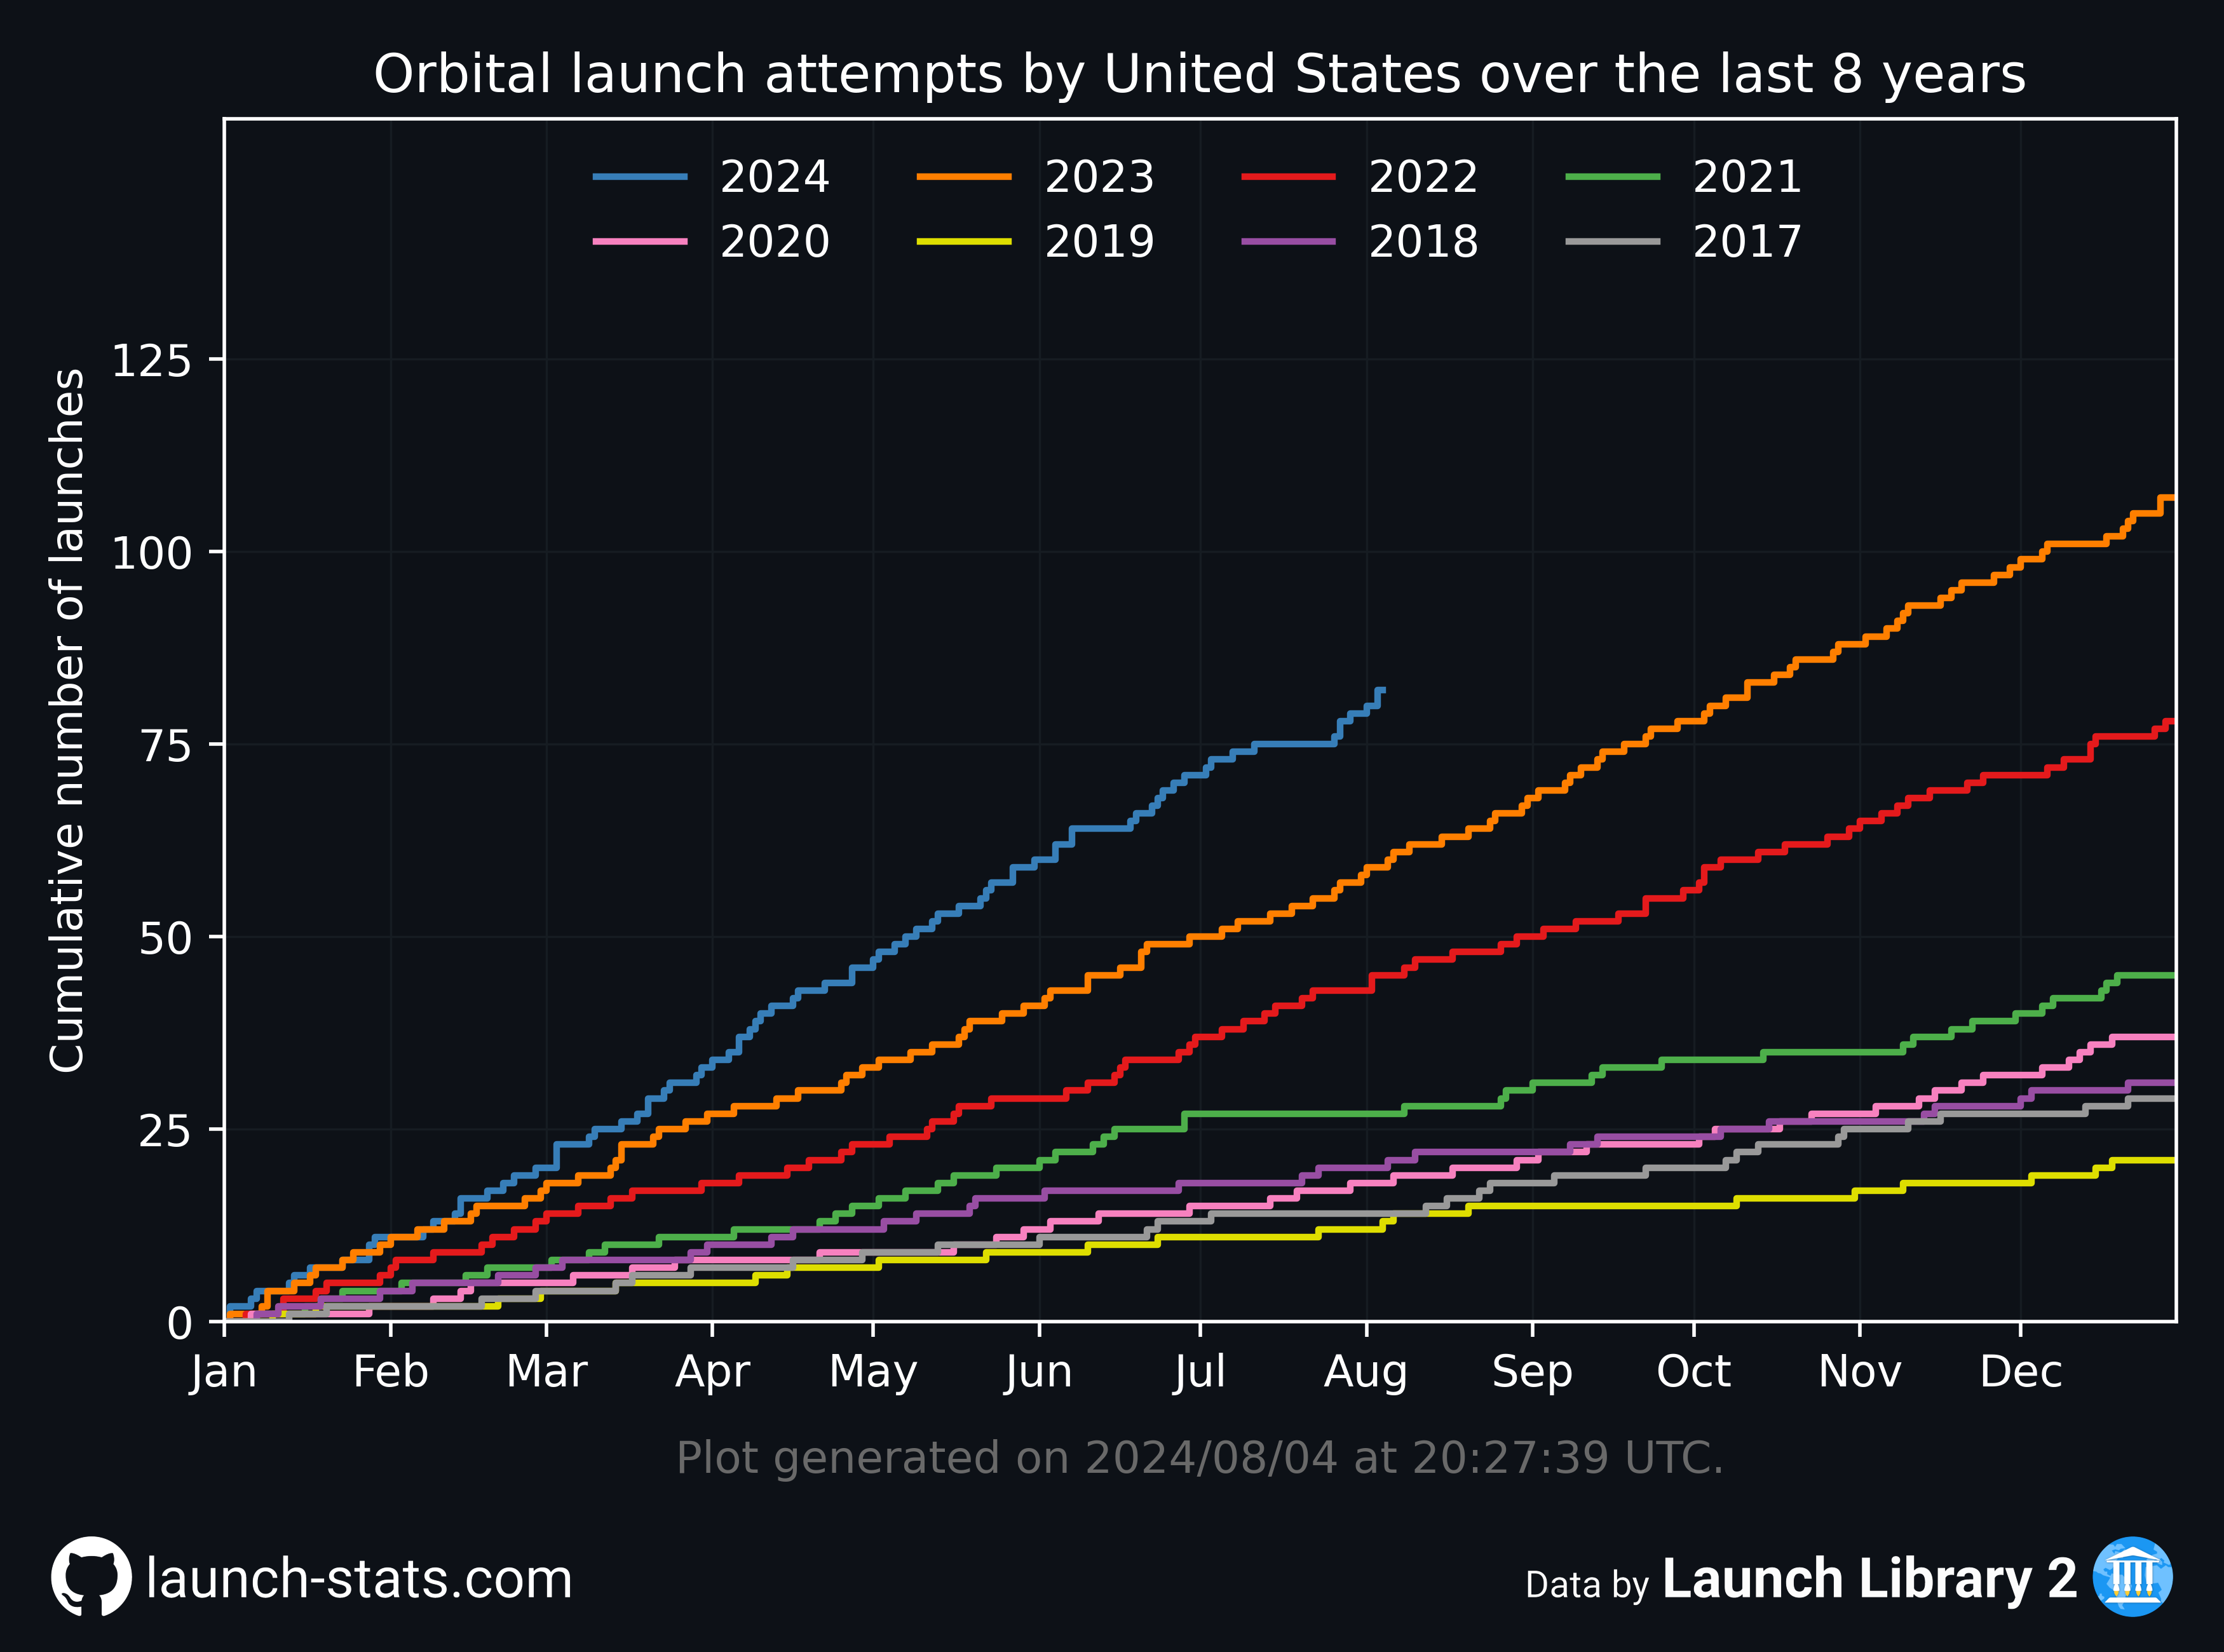 Orbital launch attempts by United States over the last 8 years
2024 2023 2022 2021
2020 2019 2018 2017
Cumulative number of launches
125
100
75
50
25
0
Jan Feb Mar Apr May Jun Jul Aug Sep Oct Nov Dec
Plot generated on 2024/08/04 at 20:27:39 UTC.
launch-stats.com
Data by Launch Library 2